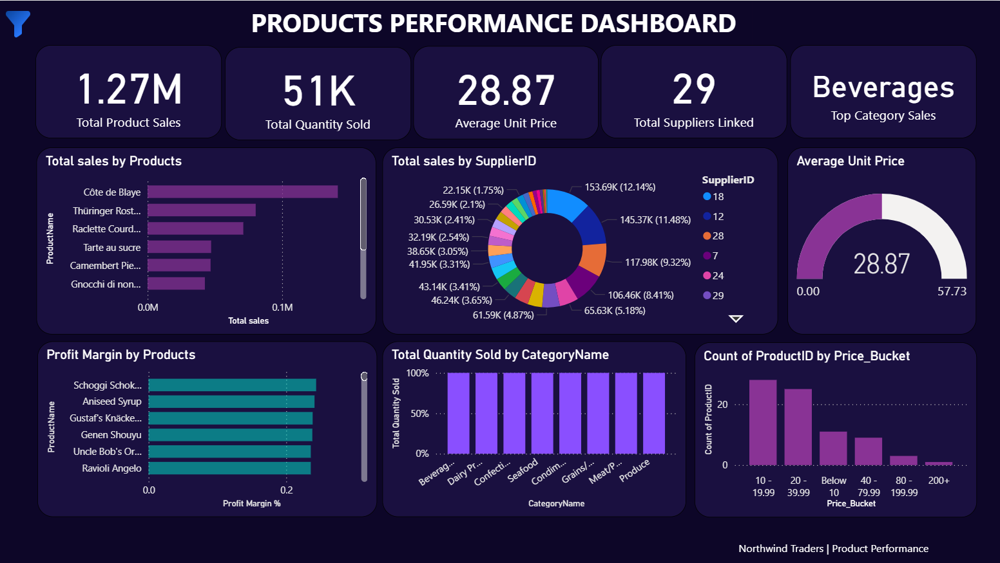 PRODUCTS PERFORMANCE DASHBOARD
1.27M
Total Product Sales
51K
Total Quantity Sold
28.87
Average Unit Price
29
Total Suppliers Linked
Beverages
Top Category Sales
Total sales by Products
ProductName
Côte de Blaye
Thüringer Rost...
Raclette Courd...
Tarte au sucre
Camembert Pie...
Gnocchi di non...
0.0M
0.1M
Total sales
Total sales by SupplierID
153.69K (12.14%)
145.37K (11.48%)
117.98K (9.32%)
106.46K (8.41%)
65.63K (5.18%)
61.59K (4.87%)
46.24K (3.65%)
43.14K (3.41%)
41.95K (3.31%)
38.65K (3.05%)
32.19K (2.54%)
30.53K (2.41%)
26.59K (2.1%)
22.15K (1.75%)
SupplierID
18
12
28
7
24
29
Average Unit Price
28.87
0.00
57.73
Profit Margin by Products
ProductName
Schoggi Schok...
Aniseed Syrup
Gustaf's Knäcke...
Genen Shouyu
Uncle Bob's Or...
Ravioli Angelo
0.0
0.2
Profit Margin %
Total Quantity Sold by CategoryName
Total Quantity Sold
100%
50%
0%
Beverag...
Dairy Pr...
Confecti...
Seafood
Condim...
Grains/...
Meat/P...
Produce
CategoryName
Count of ProductID by Price_Bucket
Count of ProductID
20
0
10 -
19.99
20 -
39.99
Below
10
40 -
79.99
80 -
199.99
200+
Price_Bucket
Northwind Traders | Product Performance